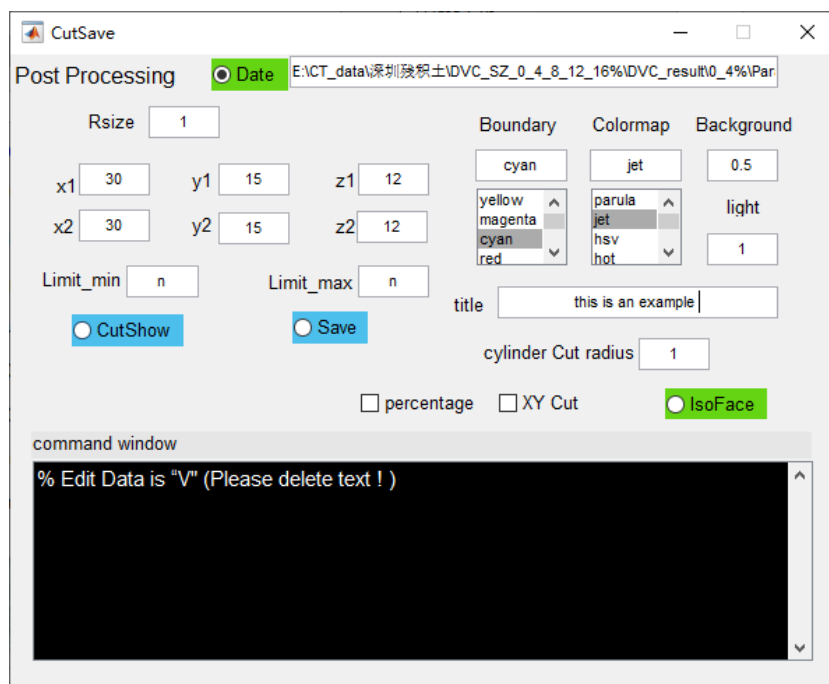 CutSave
Post Processing
Date
E:\CT_data\深圳残积土\DVC_SZ_0_4_8_12_16%\DVC_result\0_4%\Par
Rsize
1
Boundary
Colormap
Background
cyan
jet
0.5
x1
30
y1
15
z1
12
x2
30
y2
15
z2
12
yellow
magenta
cyan
red
parula
jet
hsv
hot
light
1
Limit_min
n
Limit_max
n
title
this is an example
CutShow
Save
cylinder Cut radius
1
percentage
XY Cut
IsoFace
command window
% Edit Data is “V" (Please delete text ! )